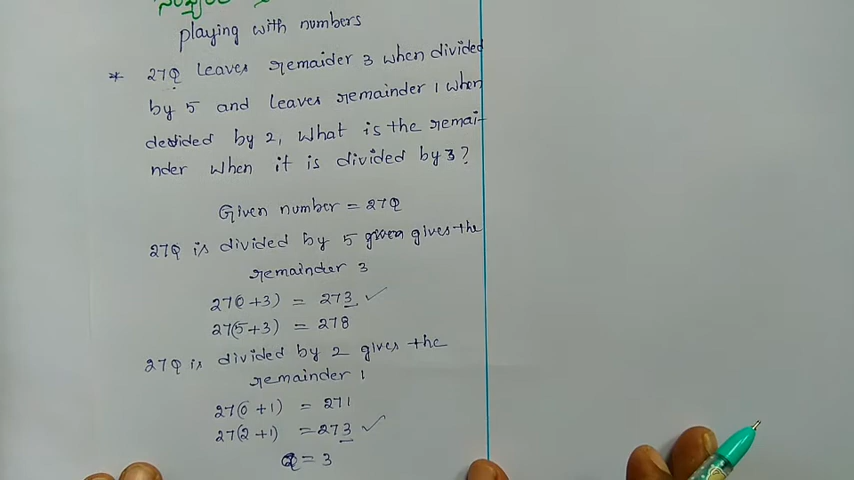 playing with numbers
* 27Q leaves remaider 3 when divided
by 5 and leaves remainder 1 when
devided by 2, What is the remai-
nder when it is divided by 3?
Given number = 27Q
27Q is divided by 5 gives the
remainder 3
27(0+3) = 273 ✓
27(5+3) = 278
27Q is divided by 2 gives the
remainder 1
27(0+1) = 271
27(2+1) = 273 ✓
Q = 3